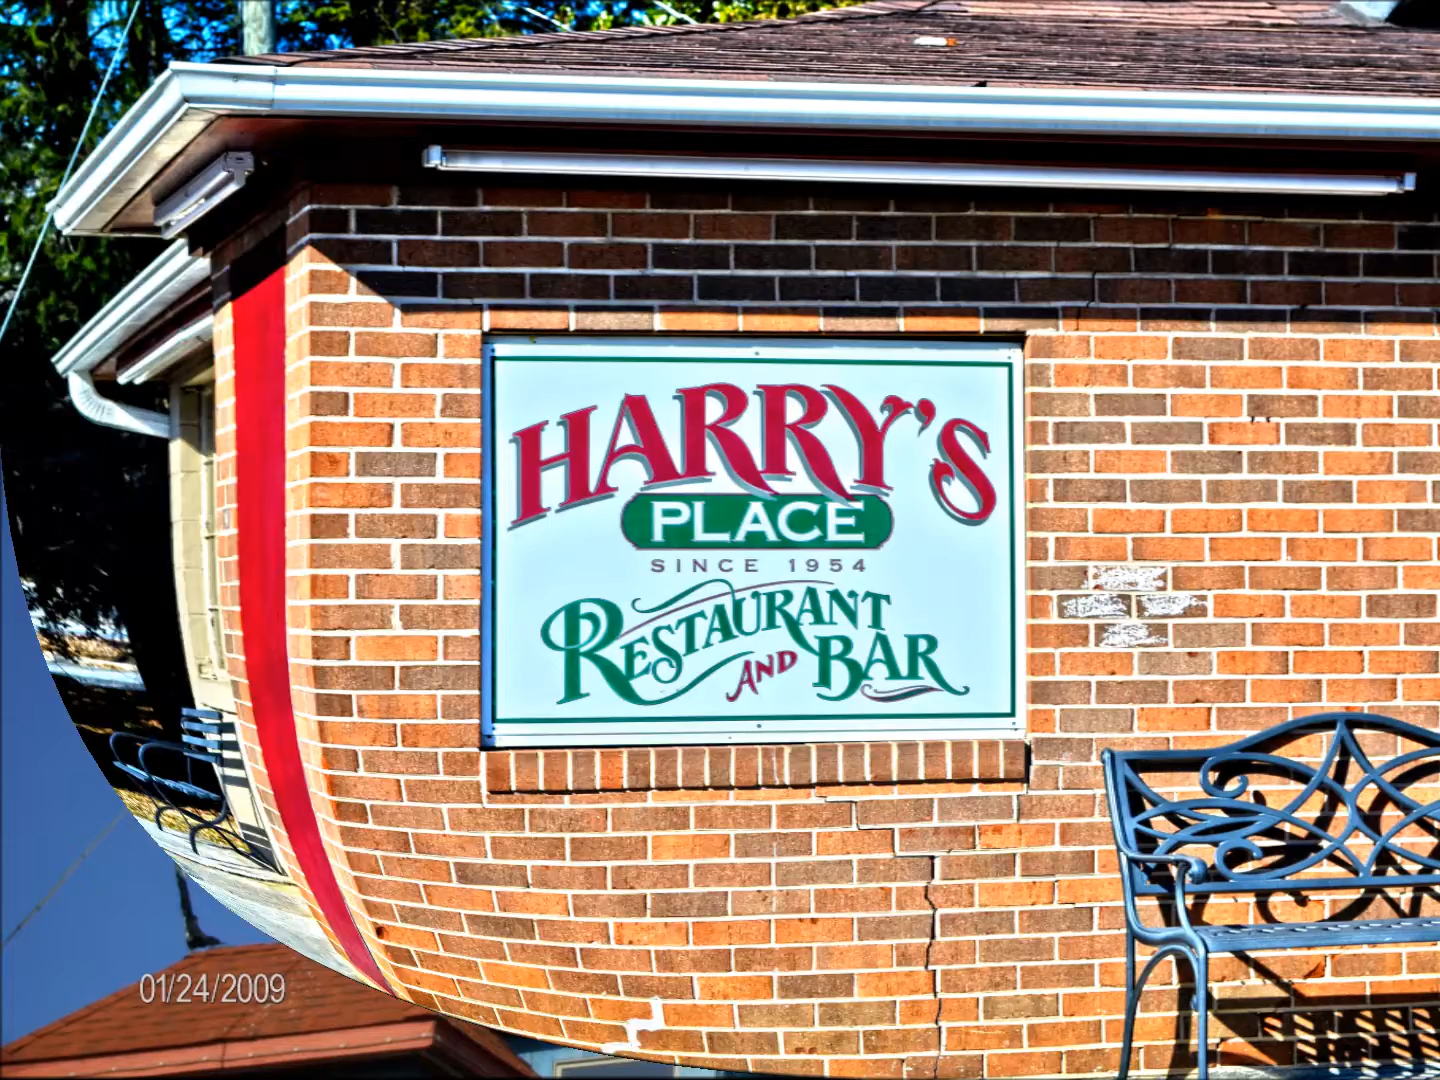 HARRY'S
PLACE
SINCE 1954
RESTAURANT
AND BAR
01/24/2009